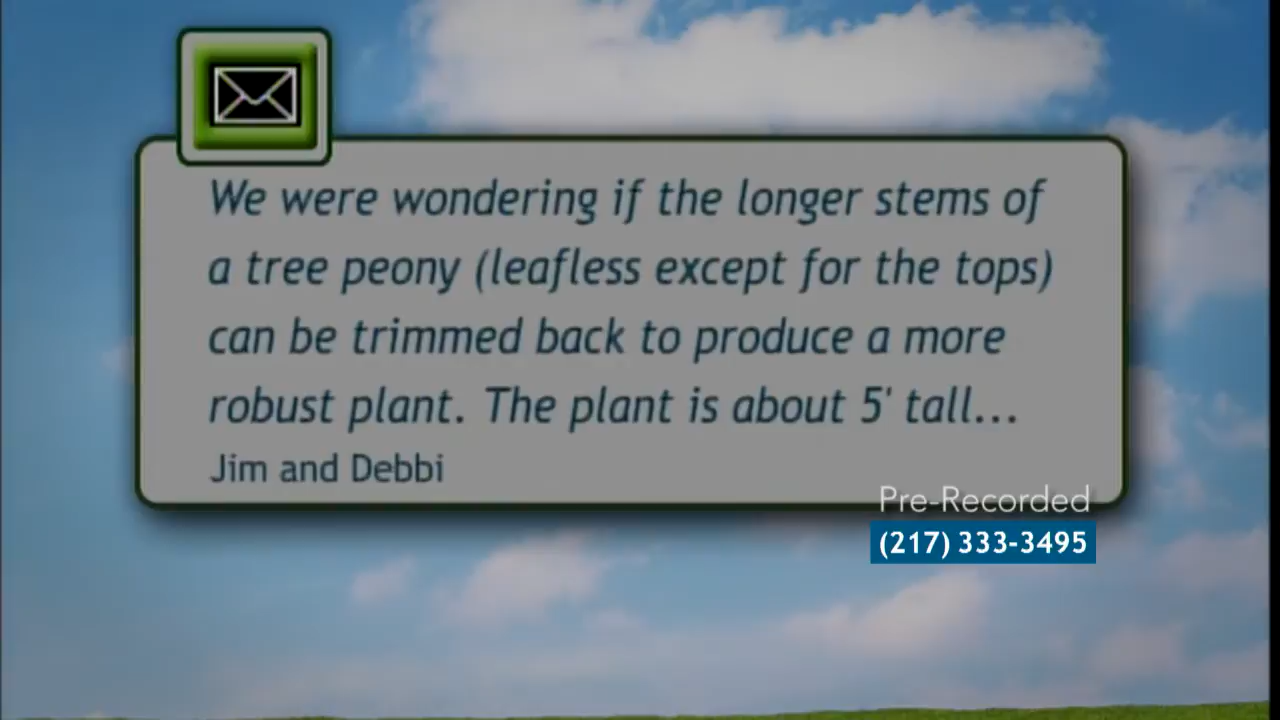 We were wondering if the longer stems of
a tree peony (leafless except for the tops)
can be trimmed back to produce a more
robust plant. The plant is about 5' tall...
Jim and Debbi
Pre-Recorded
(217) 333-3495